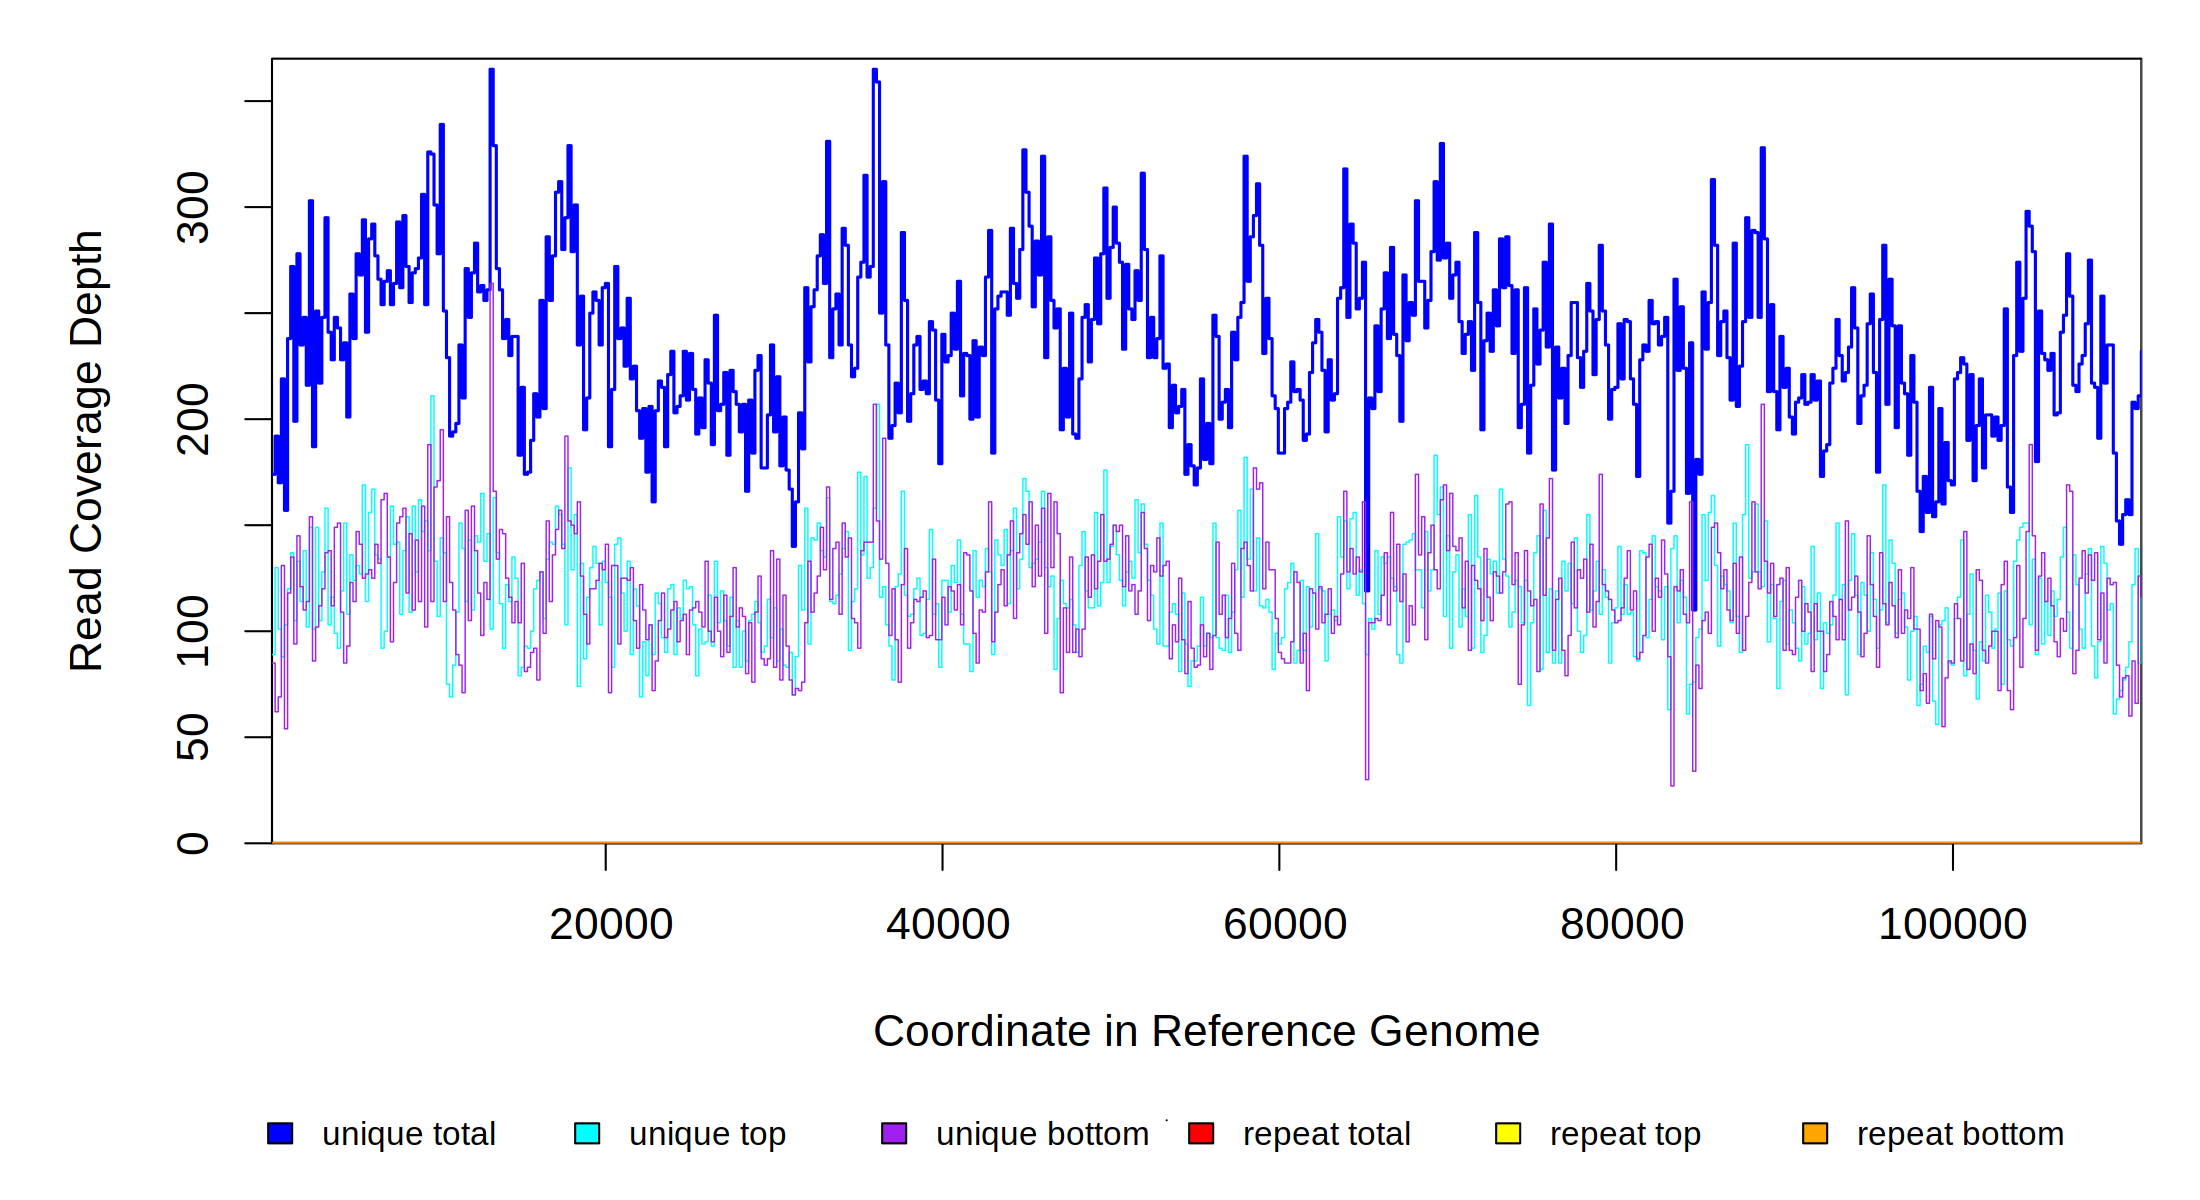 Read Coverage Depth
300
200
100
50
0
20000 40000 60000 80000 100000
Coordinate in Reference Genome
unique total unique top unique bottom repeat total repeat top repeat bottom